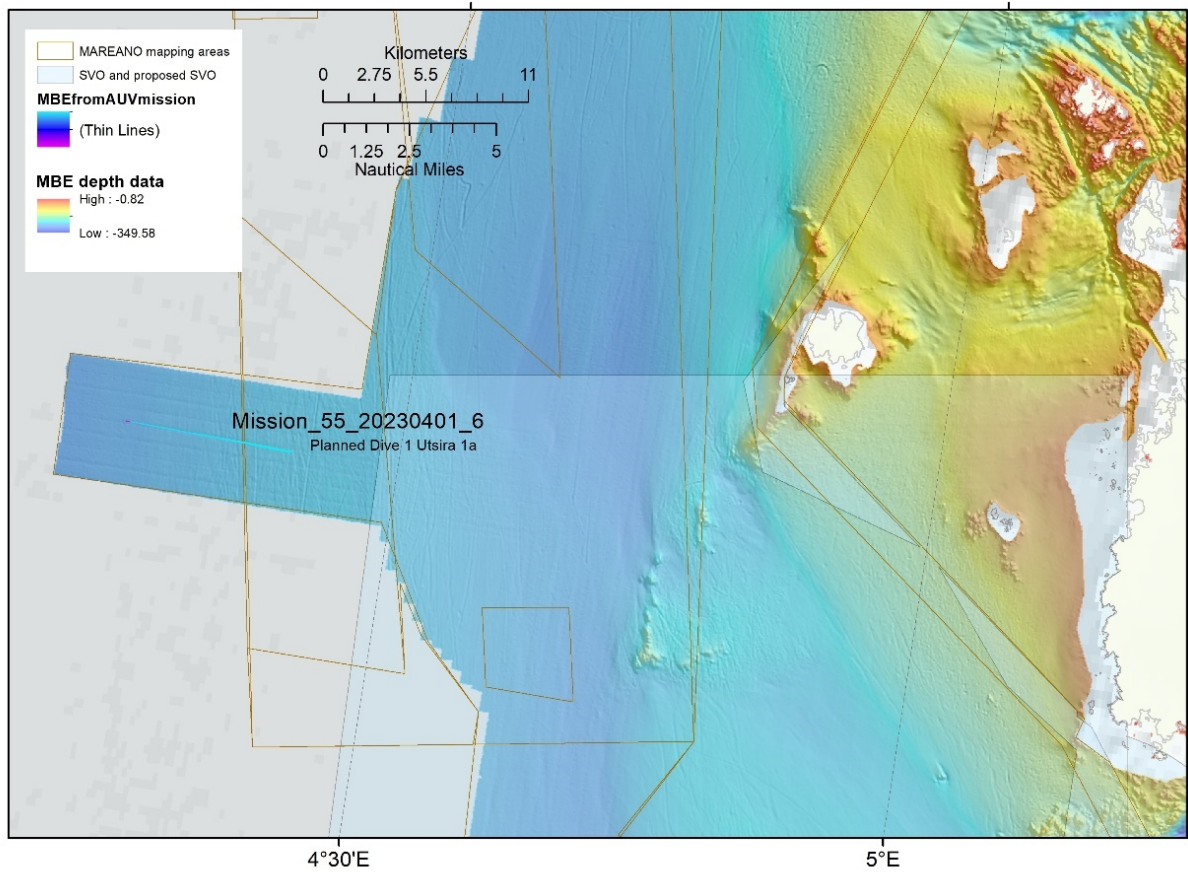 MAREANO mapping areas
SVO and proposed SVO
MBEfromAUVmission
(Thin Lines)
MBE depth data
High : -0.82
Low : -349.58
Kilometers
0 2.75 5.5 11
0 1.25 2.5 5
Nautical Miles
Mission_55_20230401_6
Planned Dive 1 Utsira 1a
4°30'E 5°E